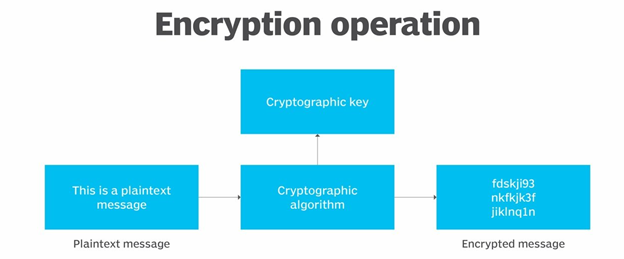 Encryption operation
Cryptographic key
This is a plaintext
message
Cryptographic
algorithm
fdskji93
nkfkjk3f
jiklnq1n
Plaintext message
Encrypted message